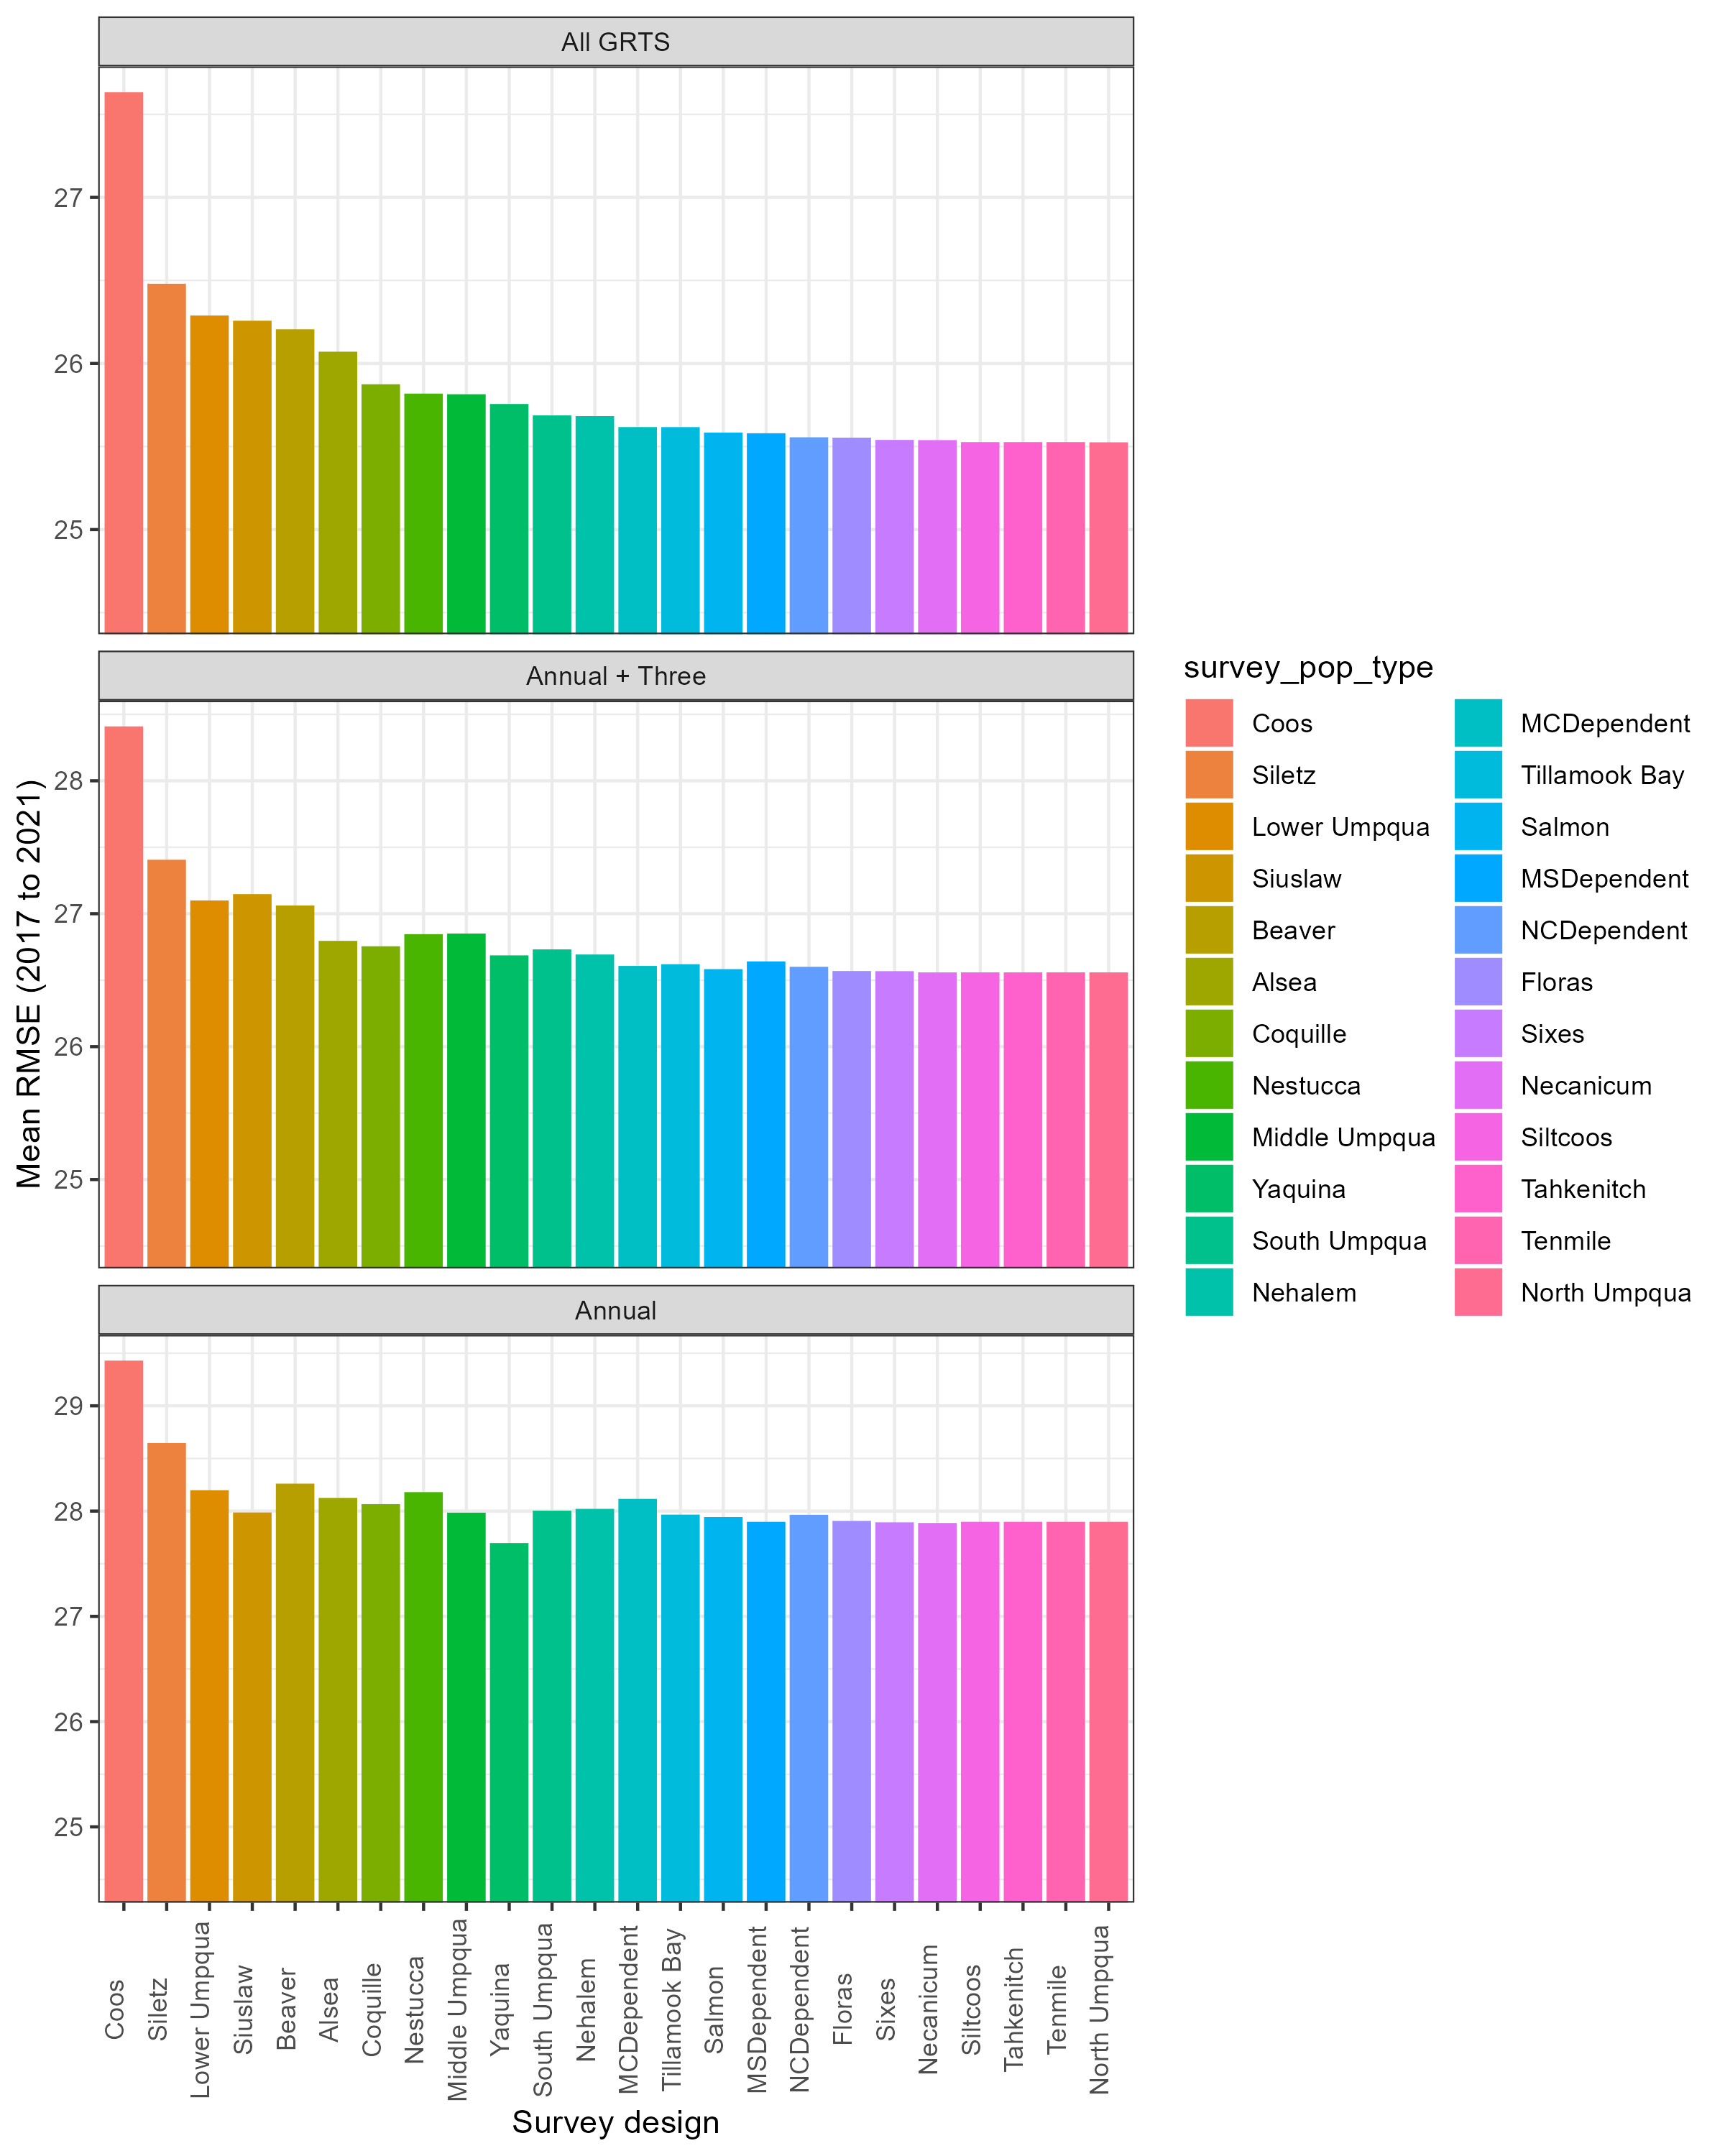 All GRTS
27
26
25
Annual + Three
28
27
26
25
Annual
29
28
27
26
25
Mean RMSE (2017 to 2021)
Coos
Siletz
Lower Umpqua
Siuslaw
Beaver
Alsea
Coquille
Nestucca
Middle Umpqua
Yaquina
South Umpqua
Nehalem
MCDependent
Tillamook Bay
Salmon
MSDependent
NCDependent
Floras
Sixes
Necanicum
Siltcoos
Tahkenitch
Tenmile
North Umpqua
Survey design
survey_pop_type
Coos
Siletz
Lower Umpqua
Siuslaw
Beaver
Alsea
Coquille
Nestucca
Middle Umpqua
Yaquina
South Umpqua
Nehalem
MCDependent
Tillamook Bay
Salmon
MSDependent
NCDependent
Floras
Sixes
Necanicum
Siltcoos
Tahkenitch
Tenmile
North Umpqua